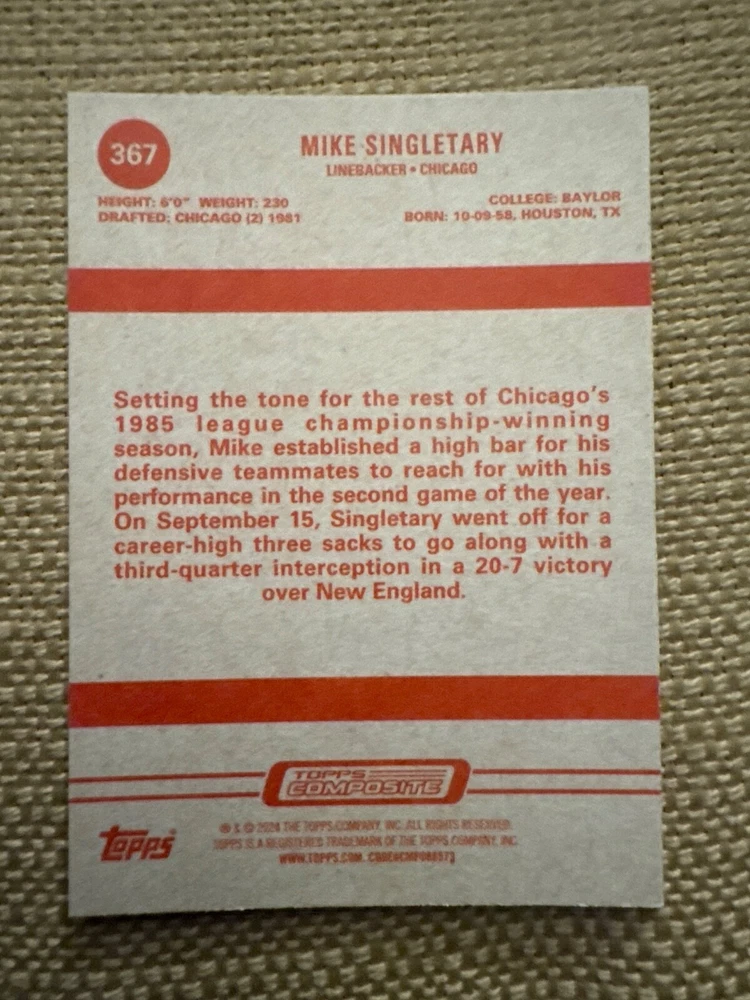 367
MIKE SINGLETARY
LINEBACKER • CHICAGO
HEIGHT: 6'0" WEIGHT: 230
DRAFTED: CHICAGO (2) 1981
COLLEGE: BAYLOR
BORN: 10-09-58, HOUSTON, TX
Setting the tone for the rest of Chicago's
1985 league championship-winning
season, Mike established a high bar for his
defensive teammates to reach for with his
performance in the second game of the year.
On September 15, Singletary went off for a
career-high three sacks to go along with a
third-quarter interception in a 20-7 victory
over New England.
TOPPS
COMPOSITE
topps®
® & © 2024 THE TOPPS COMPANY, INC. ALL RIGHTS RESERVED.
TOPPS IS A REGISTERED TRADEMARK OF THE TOPPS COMPANY, INC.
WWW.TOPPS.COM. CODE#CMP088573